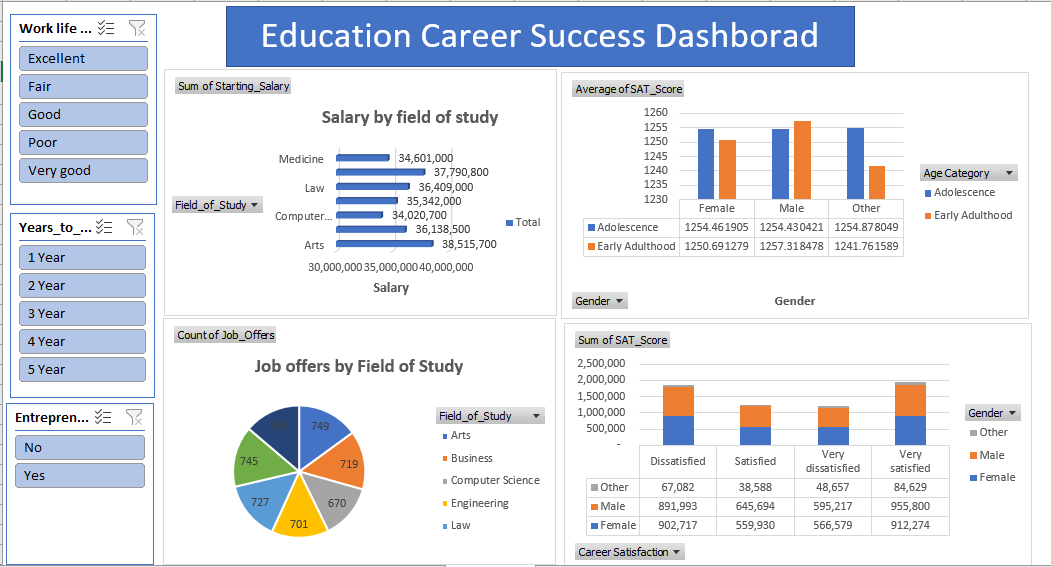 Education Career Success Dashborad
Work life ...
Excellent
Fair
Good
Poor
Very good
Years_to_...
1 Year
2 Year
3 Year
4 Year
5 Year
Entrepren...
No
Yes
Sum of Starting_Salary
Salary by field of study
Medicine
34,601,000
37,790,800
Law
36,409,000
35,342,000
Computer...
34,020,700
36,138,500
Arts
38,515,700
30,000,000 35,000,000 40,000,000
Salary
Field_of_Study
Total
Average of SAT_Score
1260
1255
1250
1245
1240
1235
1230
Female Male Other
Adolescence 1254.461905 1254.430421 1254.878049
Early Adulthood 1250.691279 1257.318478 1241.761589
Age Category
Adolescence
Early Adulthood
Gender
Gender
Count of Job_Offers
Job offers by Field of Study
749
719
670
701
727
745
Field_of_Study
Arts
Business
Computer Science
Engineering
Law
Sum of SAT_Score
2,500,000
2,000,000
1,500,000
1,000,000
500,000
-
Dissatisfied Satisfied Very dissatisfied Very satisfied
Other 67,082 38,588 48,657 84,629
Male 891,993 645,694 595,217 955,800
Female 902,717 559,930 566,579 912,274
Gender
Other
Male
Female
Career Satisfaction